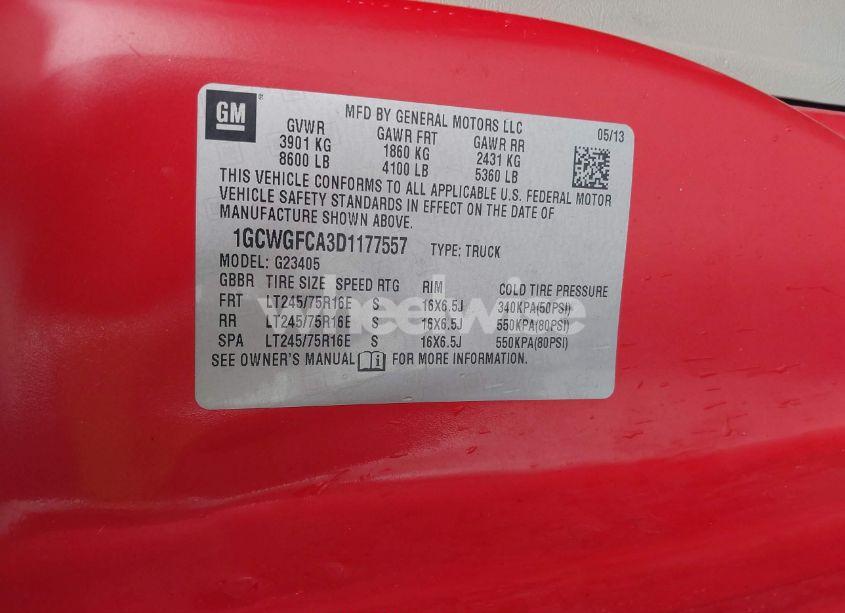 GM
MFD BY GENERAL MOTORS LLC
05/13
GVWR GAWR FRT GAWR RR
3901 KG 1860 KG 2431 KG
8600 LB 4100 LB 5360 LB
THIS VEHICLE CONFORMS TO ALL APPLICABLE U.S. FEDERAL MOTOR
VEHICLE SAFETY STANDARDS IN EFFECT ON THE DATE OF
MANUFACTURE SHOWN ABOVE.
1GCWGFCA3D1177557 TYPE: TRUCK
MODEL: G23405
GBBR TIRE SIZE SPEED RTG RIM COLD TIRE PRESSURE
FRT LT245/75R16E S 16X6.5J 340KPA(50PSI)
RR LT245/75R16E S 16X6.5J 550KPA(80PSI)
SPA LT245/75R16E S 16X6.5J 550KPA(80PSI)
SEE OWNER'S MANUAL FOR MORE INFORMATION.
wheelwise